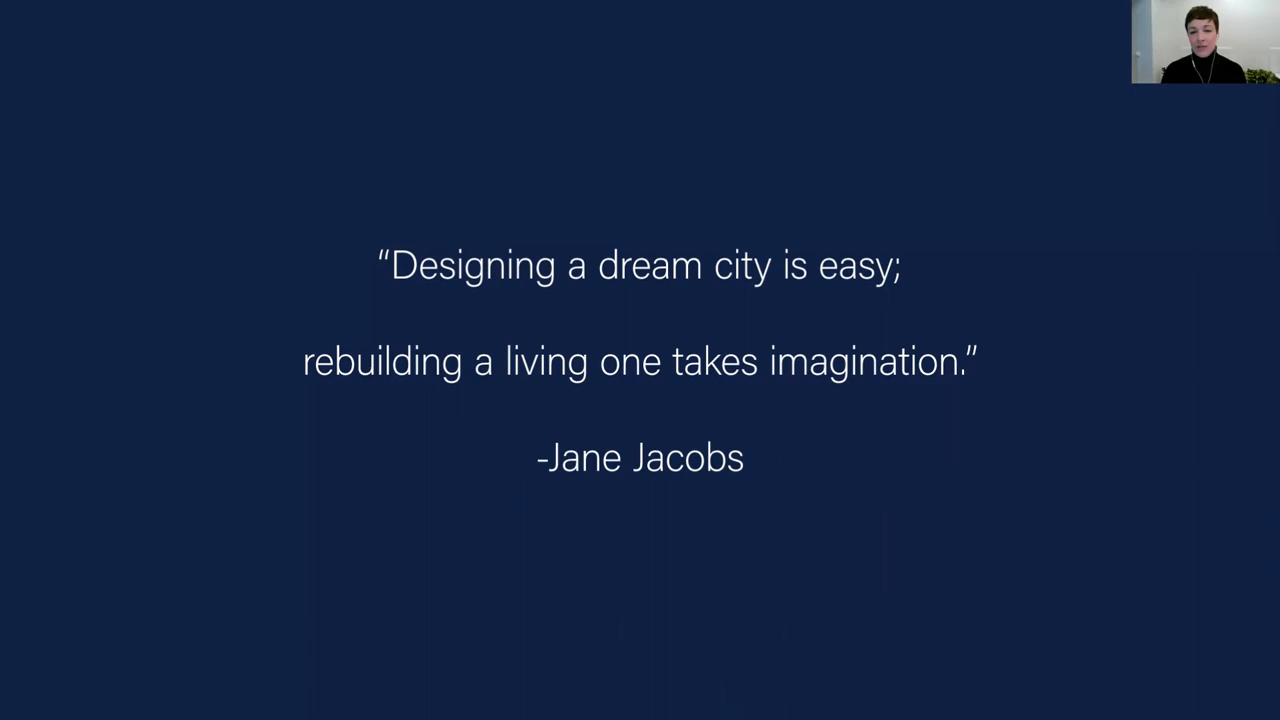 “Designing a dream city is easy;
rebuilding a living one takes imagination.”
-Jane Jacobs